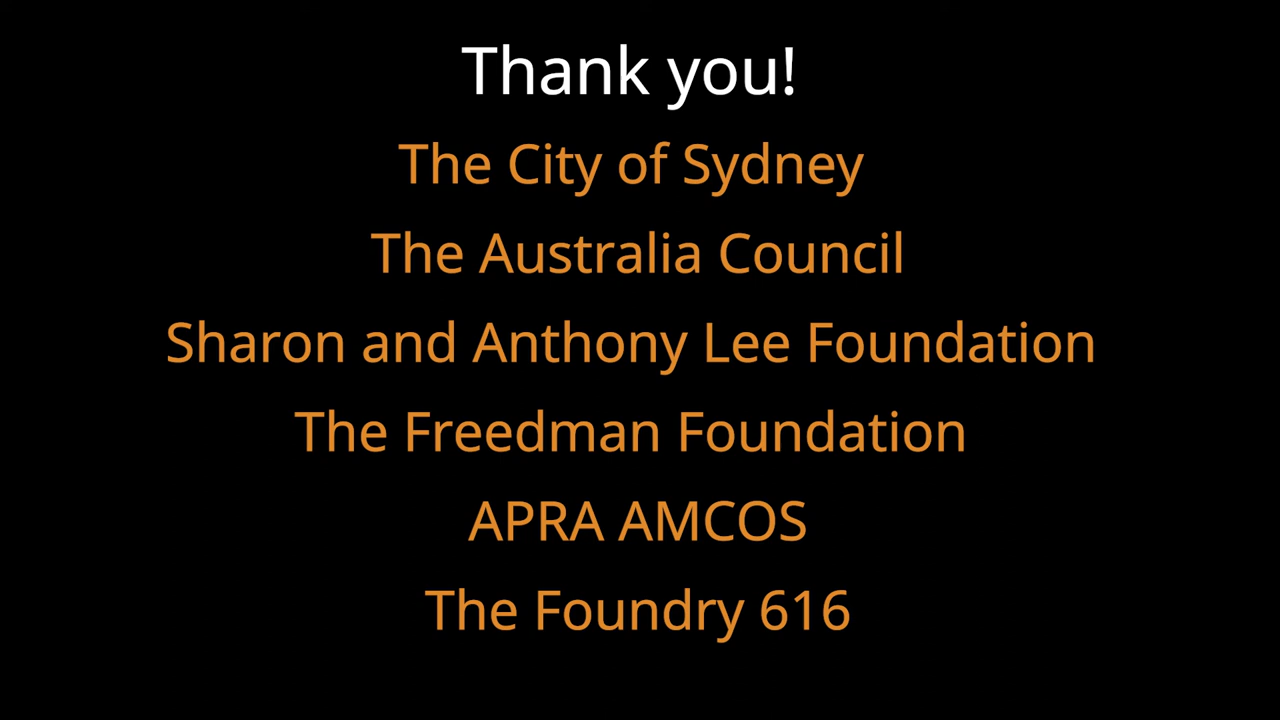 Thank you!
The City of Sydney
The Australia Council
Sharon and Anthony Lee Foundation
The Freedman Foundation
APRA AMCOS
The Foundry 616